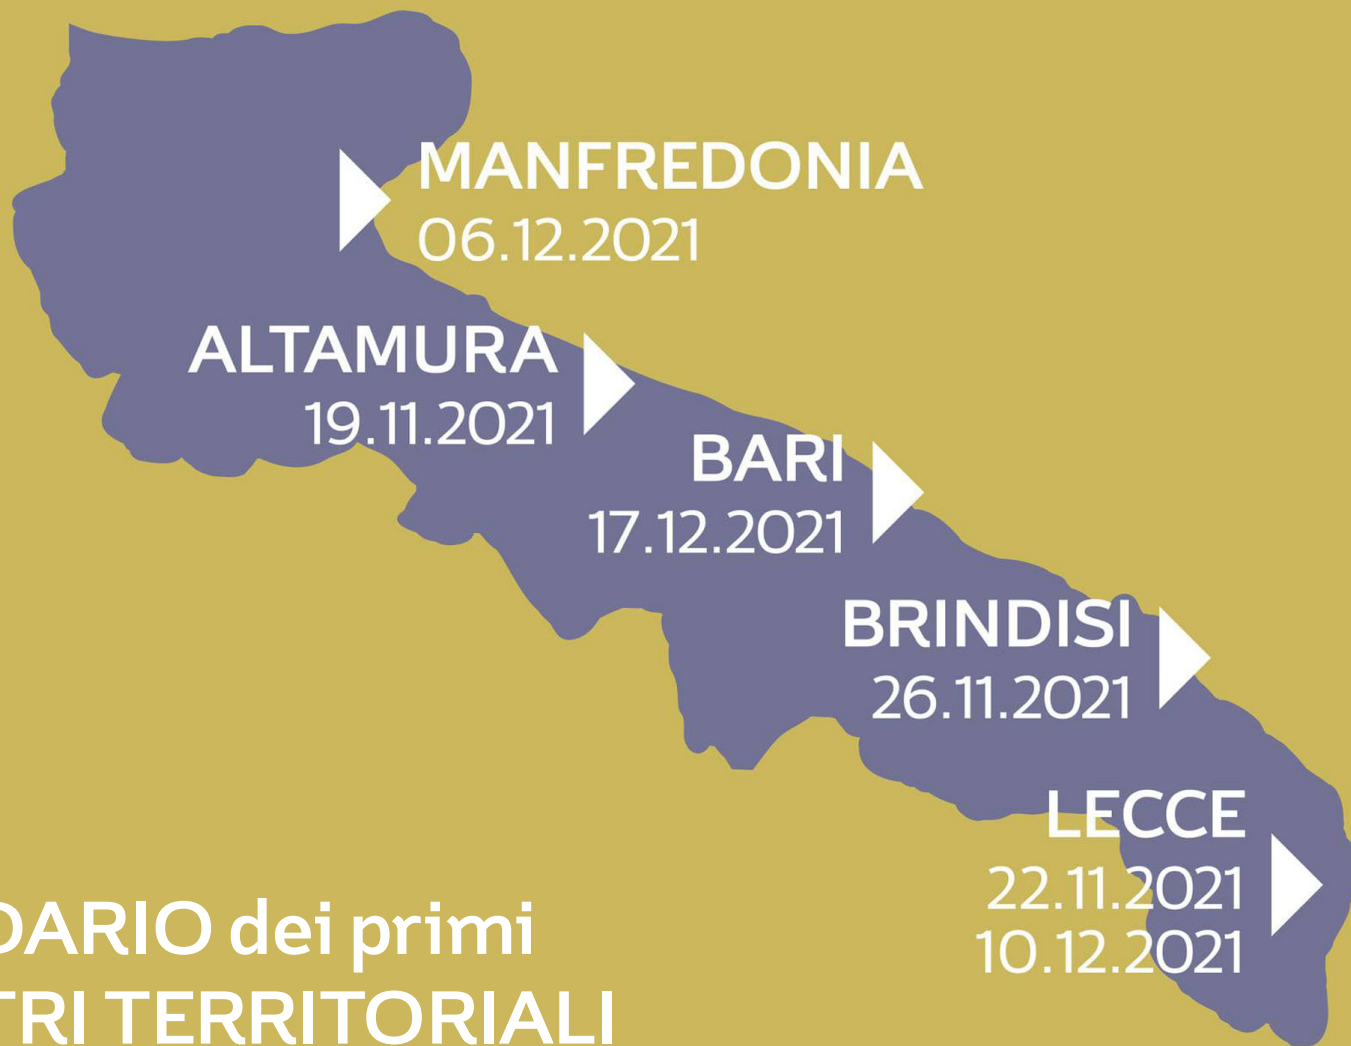 MANFREDONIA
06.12.2021
ALTAMURA
19.11.2021
BARI
17.12.2021
BRINDISI
26.11.2021
LECCE
22.11.2021
10.12.2021
DARIO dei primi
TRI TERRITORIALI